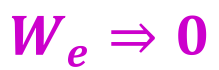 𝑾𝒆 ⇒ 𝟎